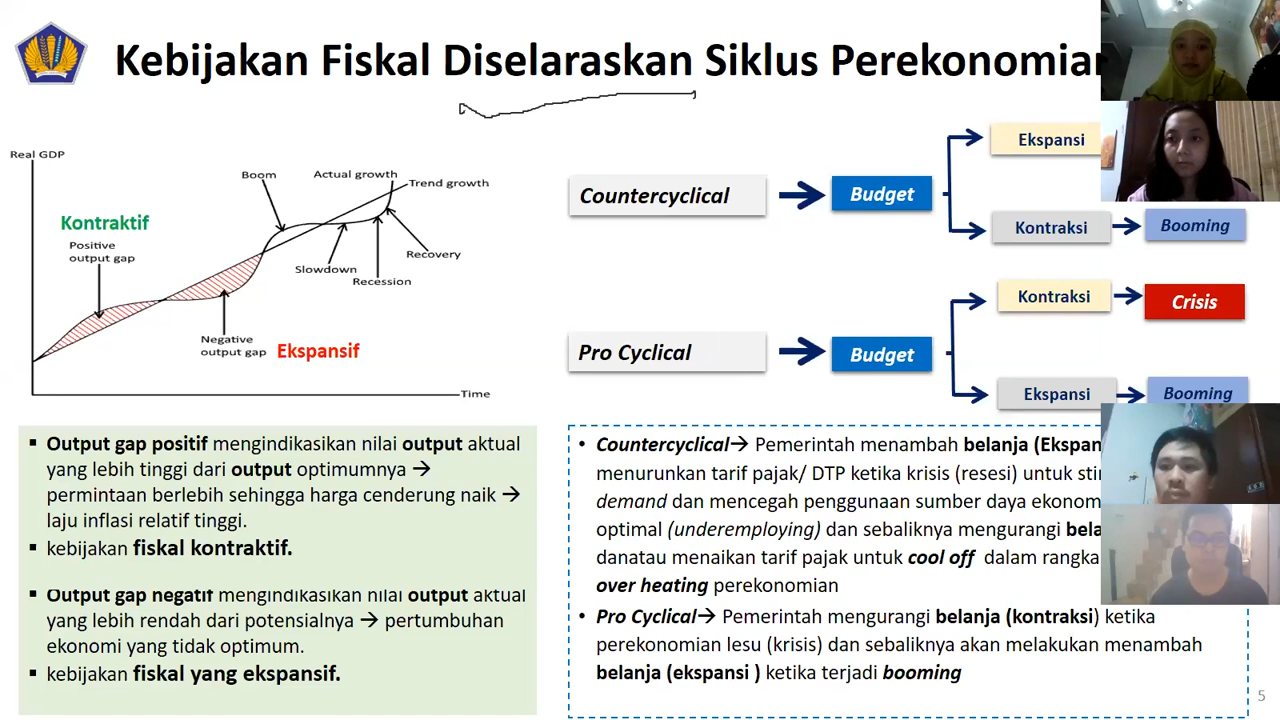 Kebijakan Fiskal Diselaraskan Siklus Perekonomian
Real GDP
Boom
Actual growth
Trend growth
Kontraktif
Positive
output gap
Recovery
Slowdown
Recession
Negative
output gap
Ekspansif
Time
Countercyclical
Budget
Ekspansi
Kontraksi
Booming
Pro Cyclical
Budget
Kontraksi
Crisis
Ekspansi
Booming
▪ Output gap positif mengindikasikan nilai output aktual
yang lebih tinggi dari output optimumnya →
permintaan berlebih sehingga harga cenderung naik →
laju inflasi relatif tinggi.
▪ kebijakan fiskal kontraktif.
▪ Output gap negatif mengindikasikan nilai output aktual
yang lebih rendah dari potensialnya → pertumbuhan
ekonomi yang tidak optimum.
▪ kebijakan fiskal yang ekspansif.
• Countercyclical→ Pemerintah menambah belanja (Ekspan
menurunkan tarif pajak/ DTP ketika krisis (resesi) untuk
demand dan mencegah penggunaan sumber daya
optimal (underemploying) dan sebaliknya mengurangi
danatau menaikan tarif pajak untuk cool off dalam rangka
over heating perekonomian
• Pro Cyclical→ Pemerintah mengurangi belanja (kontraksi) ketika
perekonomian lesu (krisis) dan sebaliknya akan melakukan menambah
belanja (ekspansi ) ketika terjadi booming
5